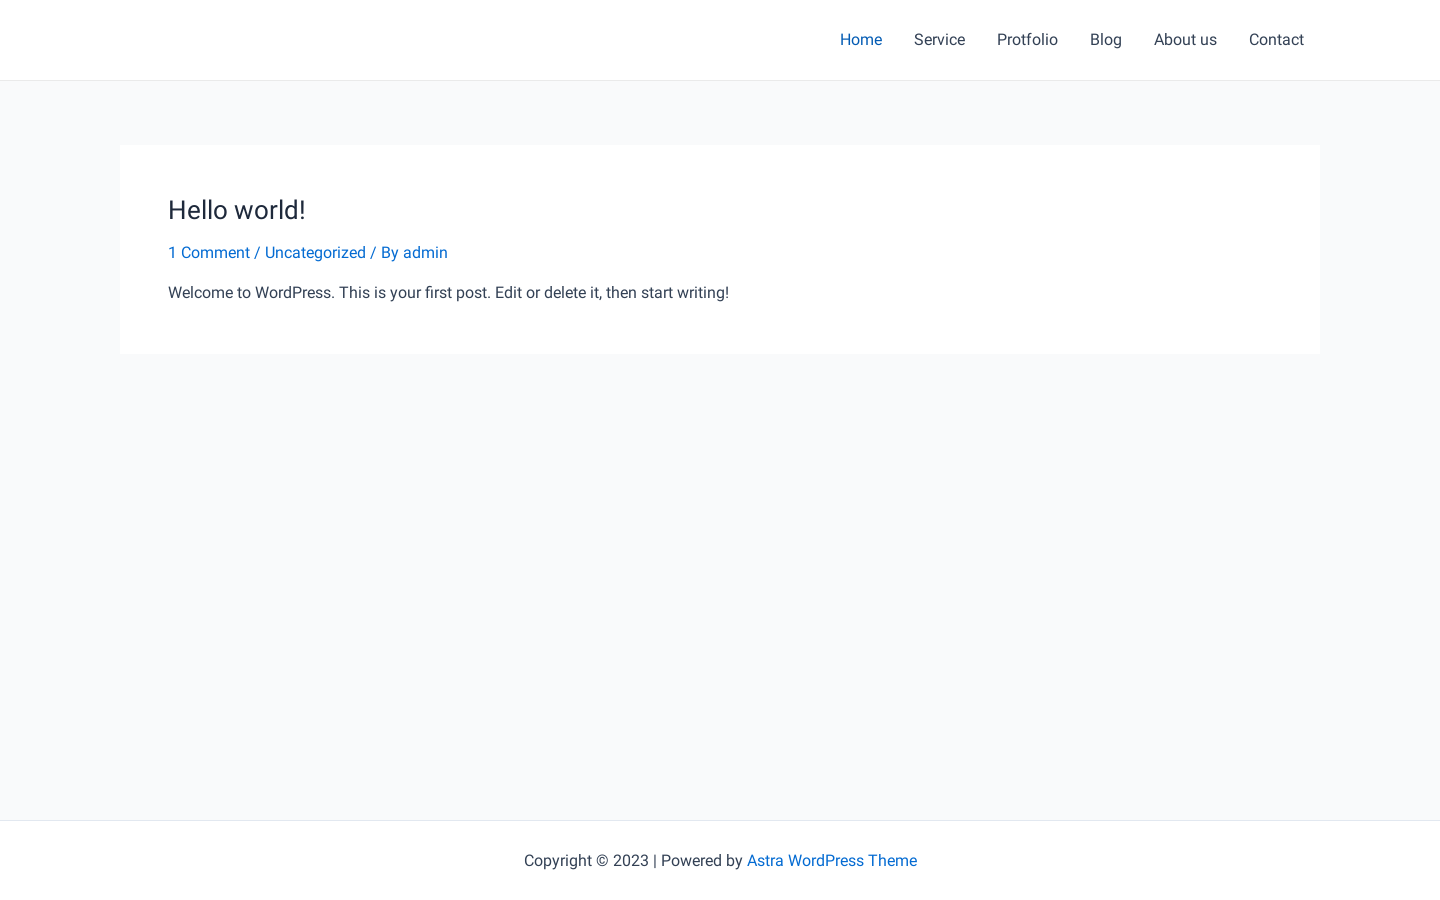 Home Service Protfolio Blog About us Contact
Hello world!
1 Comment / Uncategorized / By admin
Welcome to WordPress. This is your first post. Edit or delete it, then start writing!
Copyright © 2023 | Powered by Astra WordPress Theme